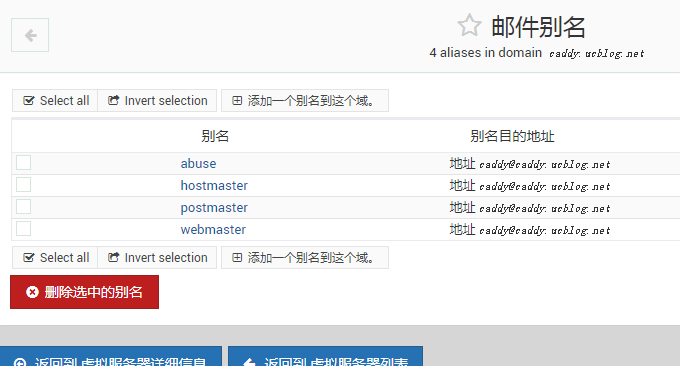 邮件别名
4 aliases in domain caddy.ucblog.net
Select all Invert selection 添加一个别名到这个域。
别名 别名目的地址
abuse 地址 caddy@caddy.ucblog.net
hostmaster 地址 caddy@caddy.ucblog.net
postmaster 地址 caddy@caddy.ucblog.net
webmaster 地址 caddy@caddy.ucblog.net
Select all Invert selection 添加一个别名到这个域。
删除选中的别名
返回到 虚拟服务器详细信息 返回到 虚拟服务器列表